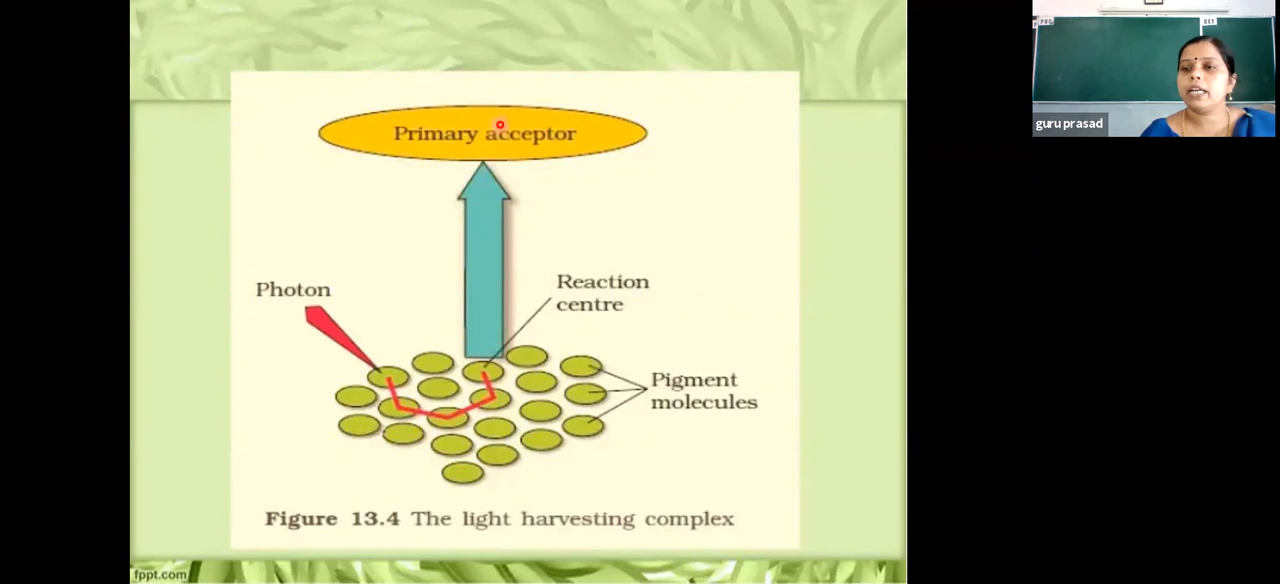 Primary acceptor
Photon
Reaction
centre
Pigment
molecules
Figure 13.4 The light harvesting complex
fppt.com
guru prasad